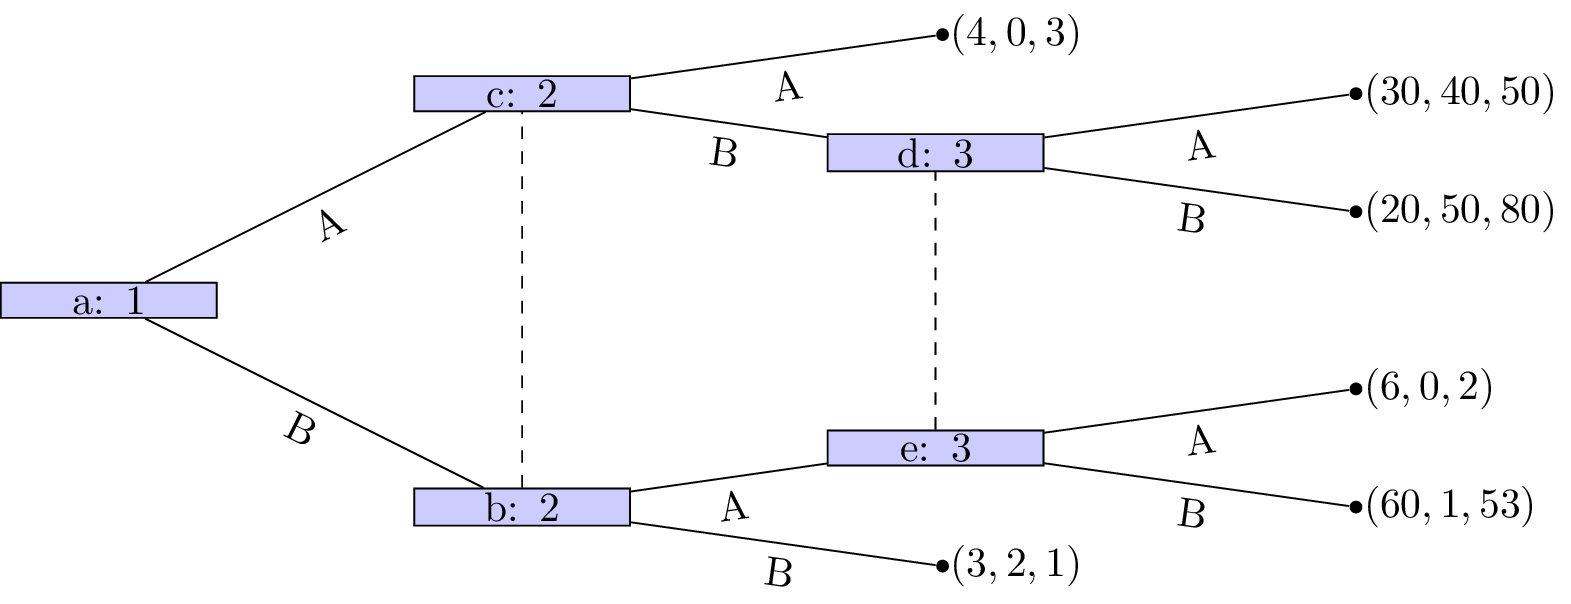 (4, 0, 3)
c: 2
A
(30, 40, 50)
B
d: 3
A
(20, 50, 80)
A
B
a: 1
(6, 0, 2)
B
e: 3
A
b: 2
A
(60, 1, 53)
B
B
(3, 2, 1)